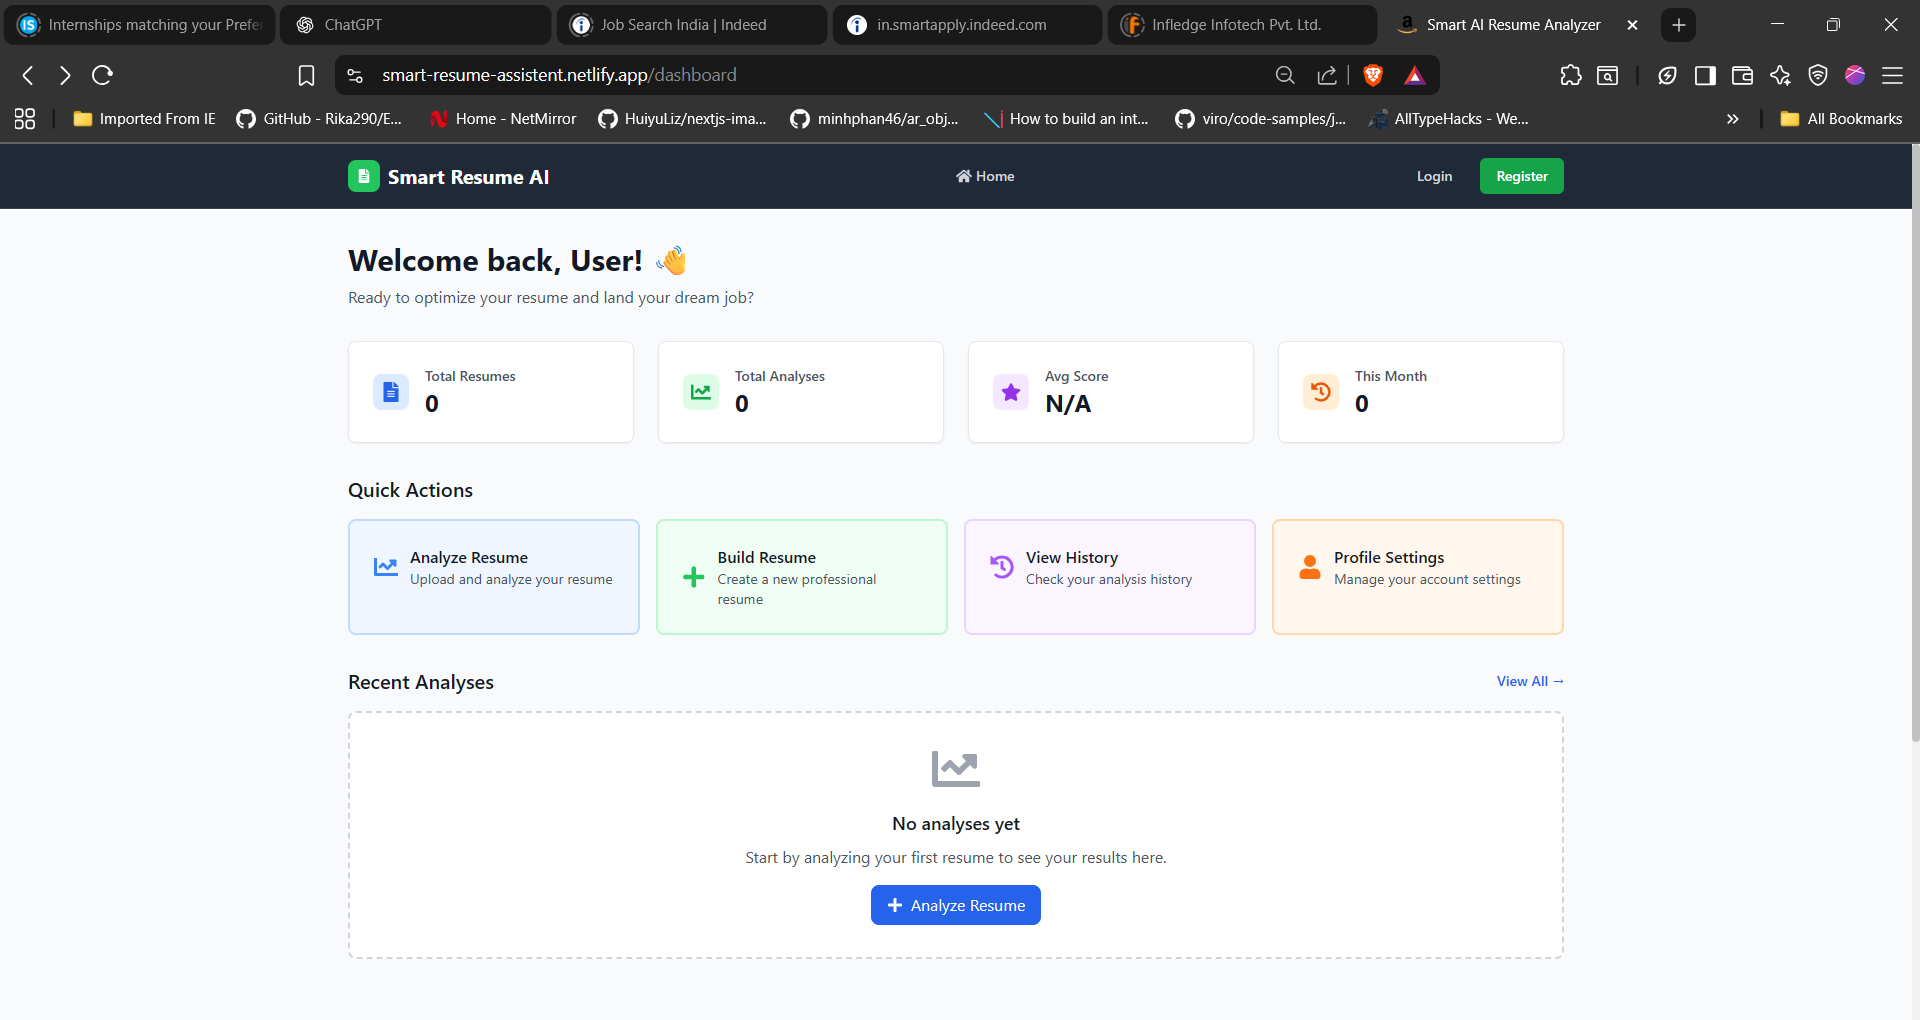 Internships matching your Prefer
ChatGPT
Job Search India | Indeed
in.smartapply.indeed.com
Infledge Infotech Pvt. Ltd.
Smart AI Resume Analyzer
smart-resume-assistent.netlify.app/dashboard
Imported From IE
GitHub - Rika290/E...
Home - NetMirror
HuiyuLiz/nextjs-ima...
minhphan46/ar_obj...
How to build an int...
viro/code-samples/j...
AllTypeHacks - We...
All Bookmarks
Smart Resume AI
Home
Login
Register
Welcome back, User! 👋
Ready to optimize your resume and land your dream job?
Total Resumes
0
Total Analyses
0
Avg Score
N/A
This Month
0
Quick Actions
Analyze Resume
Upload and analyze your resume
Build Resume
Create a new professional
resume
View History
Check your analysis history
Profile Settings
Manage your account settings
Recent Analyses
View All →
No analyses yet
Start by analyzing your first resume to see your results here.
Analyze Resume